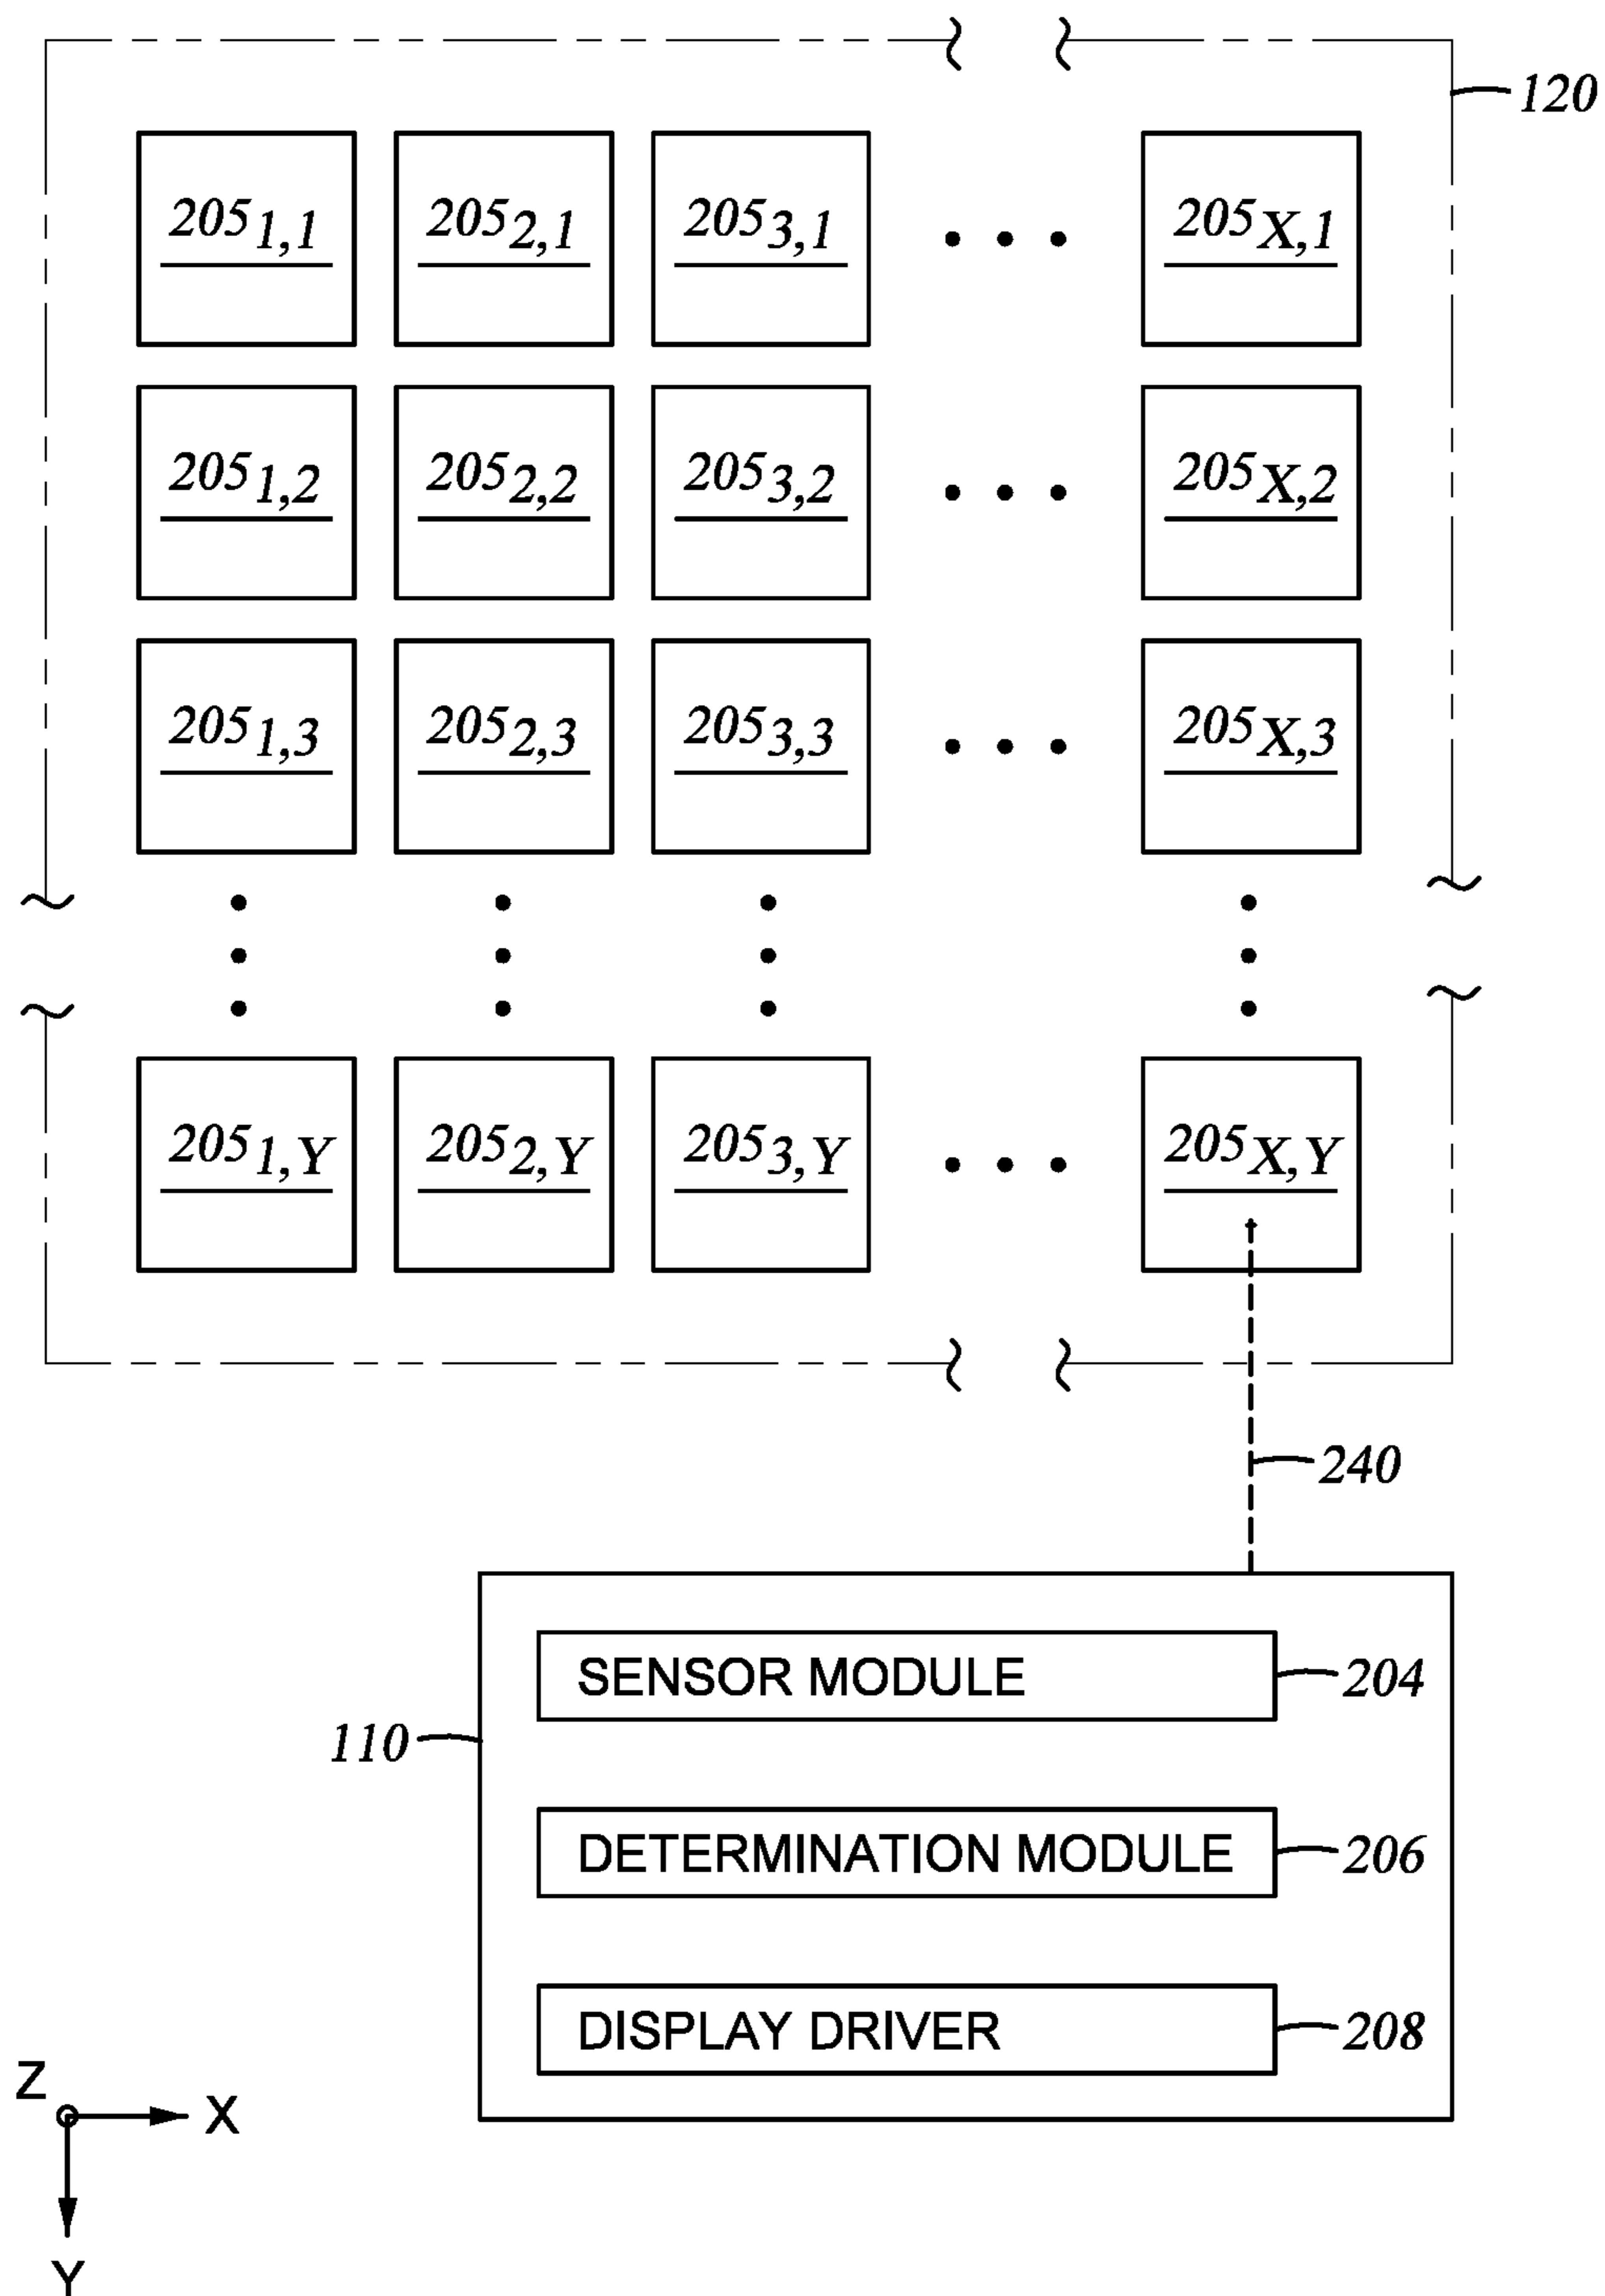 120
205 1,1 205 2,1 205 3,1 205 X,1
205 1,2 205 2,2 205 3,2 205 X,2
205 1,3 205 2,3 205 3,3 205 X,3
205 1,Y 205 2,Y 205 3,Y 205 X,Y
240
SENSOR MODULE 204
110
DETERMINATION MODULE 206
DISPLAY DRIVER 208
Z
X
Y